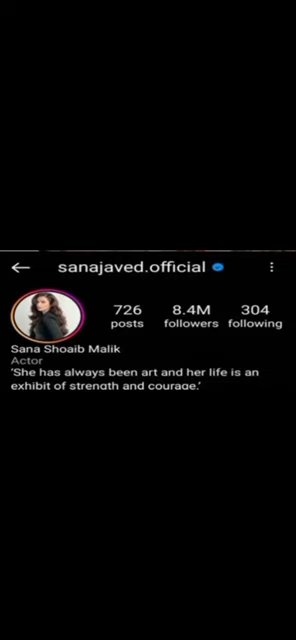 sanajaved.official
726 8.4M 304
posts followers following
Sana Shoaib Malik
Actor
'She has always been art and her life is an
exhibit of strength and courage.'